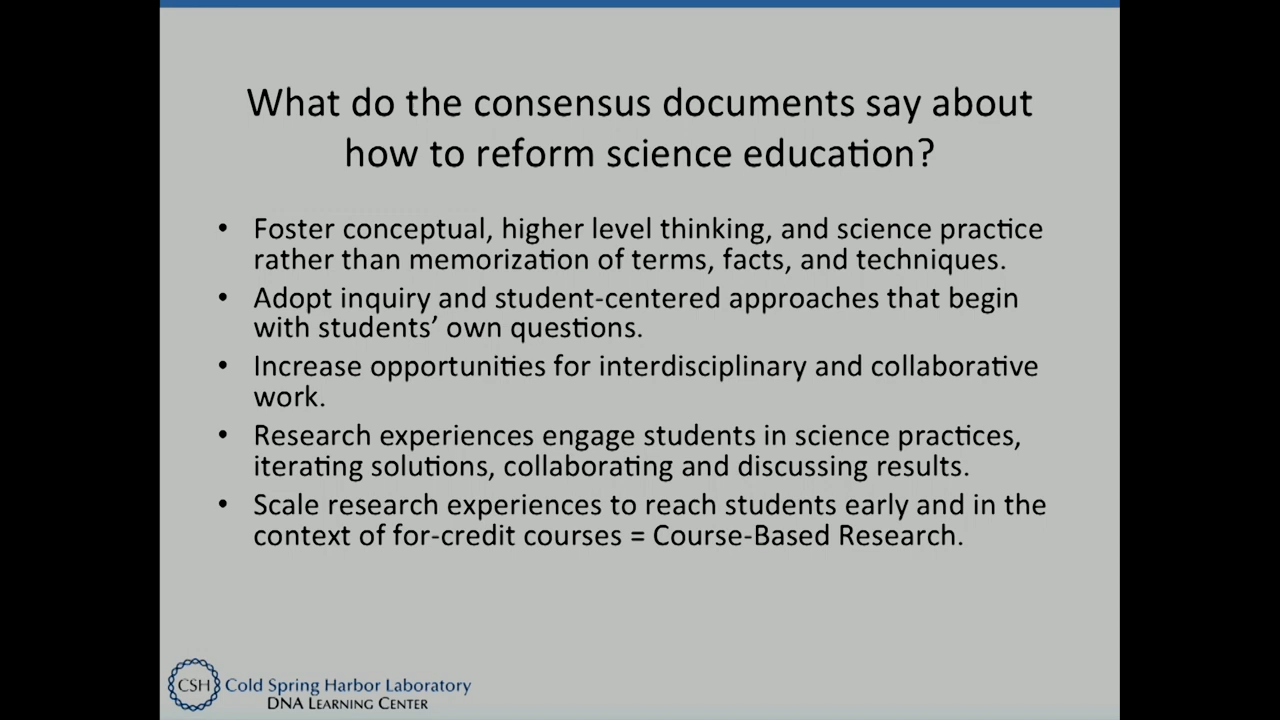 What do the consensus documents say about
how to reform science education?
• Foster conceptual, higher level thinking, and science practice
rather than memorization of terms, facts, and techniques.
• Adopt inquiry and student-centered approaches that begin
with students’ own questions.
• Increase opportunities for interdisciplinary and collaborative
work.
• Research experiences engage students in science practices,
iterating solutions, collaborating and discussing results.
• Scale research experiences to reach students early and in the
context of for-credit courses = Course-Based Research.
CSH Cold Spring Harbor Laboratory
DNA LEARNING CENTER